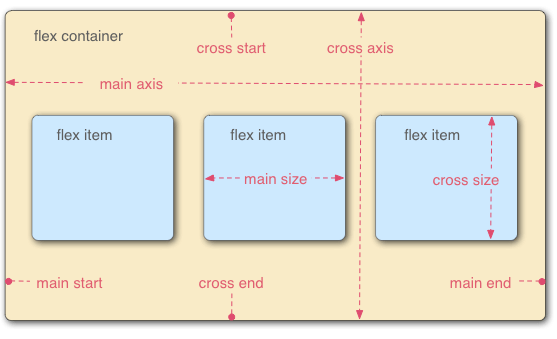 flex container
cross start
cross axis
main axis
flex item
flex item
flex item
main size
cross size
main start
cross end
main end